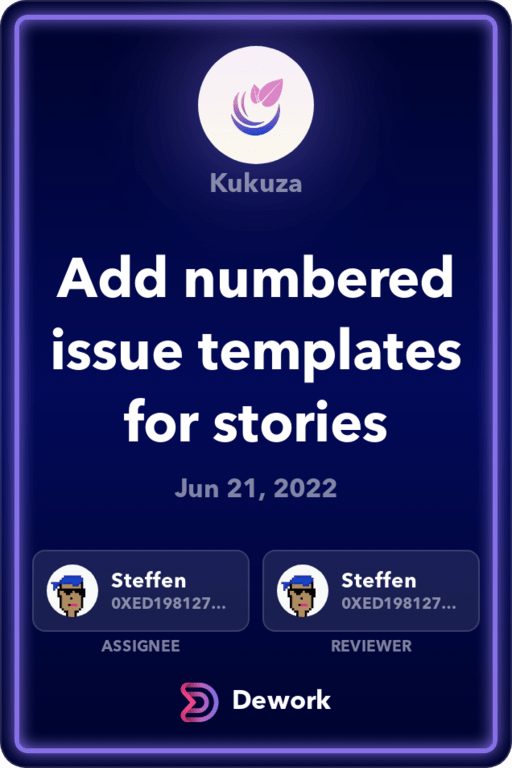 Kukuza
Add numbered
issue templates
for stories
Jun 21, 2022
Steffen
0XED198127...
ASSIGNEE
Steffen
0XED198127...
REVIEWER
Dework